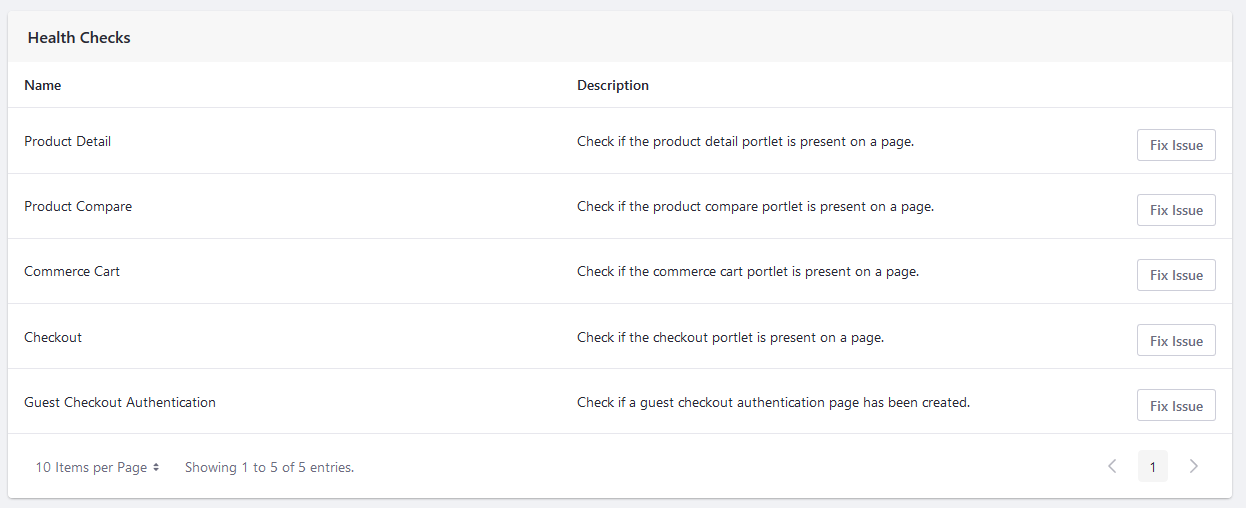 Health Checks
Name Description
Product Detail Check if the product detail portlet is present on a page. Fix Issue
Product Compare Check if the product compare portlet is present on a page. Fix Issue
Commerce Cart Check if the commerce cart portlet is present on a page. Fix Issue
Checkout Check if the checkout portlet is present on a page. Fix Issue
Guest Checkout Authentication Check if a guest checkout authentication page has been created. Fix Issue
10 Items per Page Showing 1 to 5 of 5 entries. 1